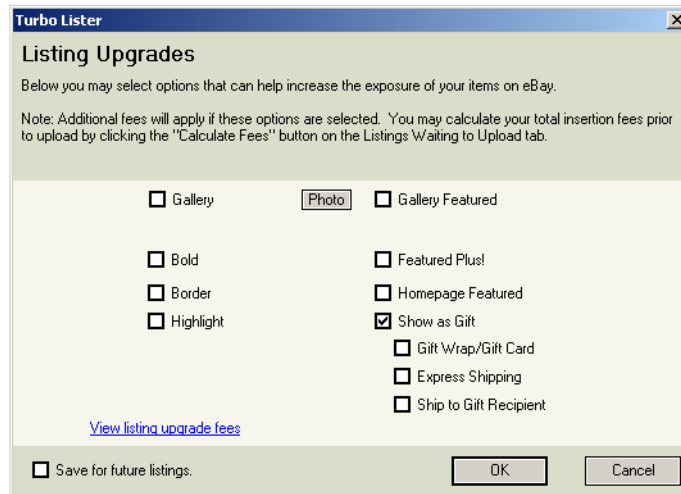 Turbo Lister
Listing Upgrades
Below you may select options that can help increase the exposure of your items on eBay.
Note: Additional fees will apply if these options are selected. You may calculate your total insertion fees prior
to upload by clicking the "Calculate Fees" button on the Listings Waiting to Upload tab.
Gallery Photo Gallery Featured
Bold Featured Plus!
Border Homepage Featured
Highlight Show as Gift
Gift Wrap/Gift Card
Express Shipping
Ship to Gift Recipient
View listing upgrade fees
Save for future listings. OK Cancel